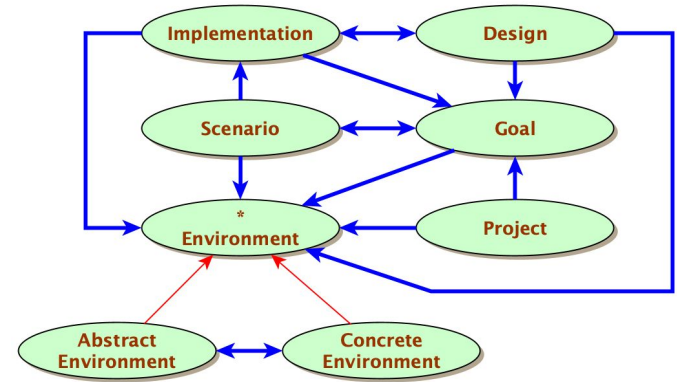 Implementation
Design
Scenario
Goal
*
Environment
Project
Abstract
Environment
Concrete
Environment